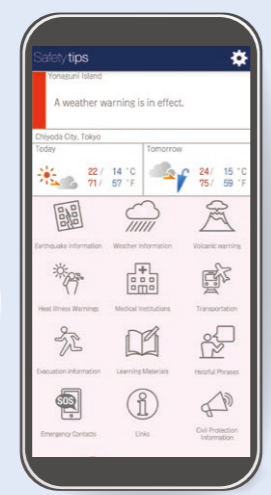 Safety tips
Yonaguni Island
A weather warning is in effect.
Chiyoda City, Tokyo
Today
Tomorrow
22/ 14 °C
71/ 57 °F
24/ 15 °C
75/ 59 °F
Earthquake Information
Weather Information
Volcanic warning
Heat Illness Warnings
Medical Institutions
Transportation
Evacuation Information
Learning Materials
Helpful Phrases
SOS
Emergency Contacts
Links
Civil Protection
Information